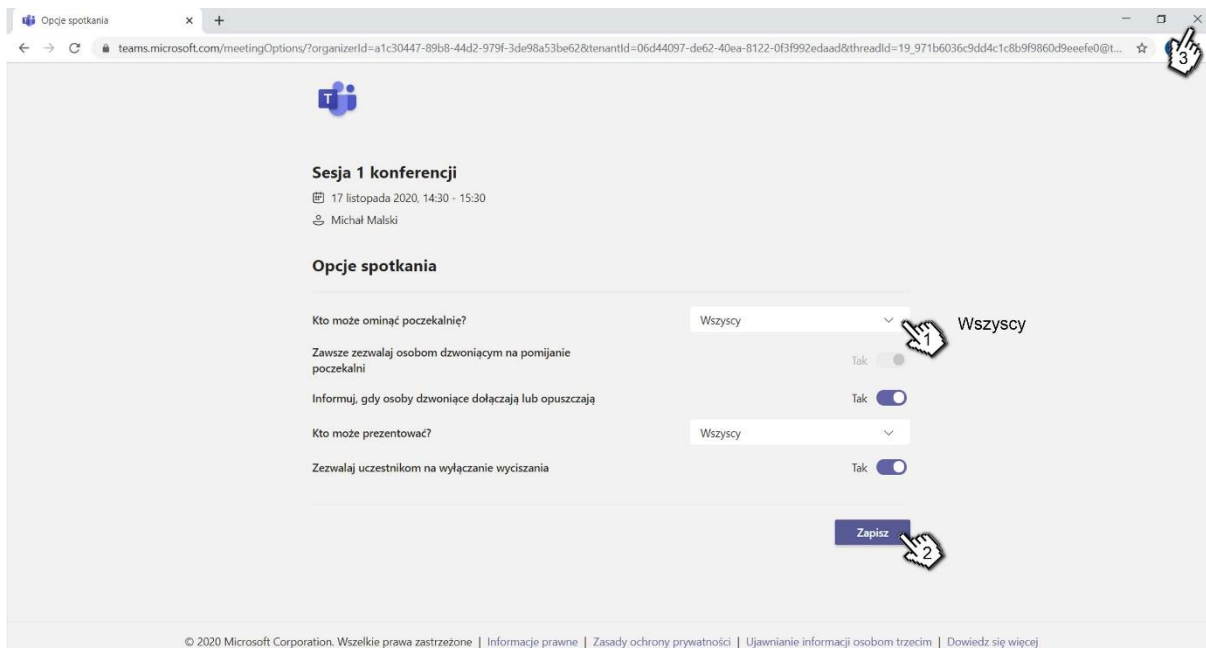 Opcje spotkania
teams.microsoft.com/meetingOptions/?organizerId=a1c30447-89b8-44d2-979f-3de98a53be62&tenantId=06d44097-de62-40ea-8122-0f3f992edaad&threadId=19_971b6036c9dd4c1c8b9f9860d9eeefe0@t...
3
T
Sesja 1 konferencji
17 listopada 2020, 14:30 - 15:30
Michał Malski
Opcje spotkania
Kto może ominąć poczekalnię? Wszyscy 1 Wszyscy
Zawsze zezwalaj osobom dzwoniącym na pomijanie
poczekalni Tak
Informuj, gdy osoby dzwoniące dołączają lub opuszczają Tak
Kto może prezentować? Wszyscy
Zezwalaj uczestnikom na wyłączanie wyciszania Tak
Zapisz 2
© 2020 Microsoft Corporation. Wszelkie prawa zastrzeżone | Informacje prawne | Zasady ochrony prywatności | Ujawnianie informacji osobom trzecim | Dowiedz się więcej